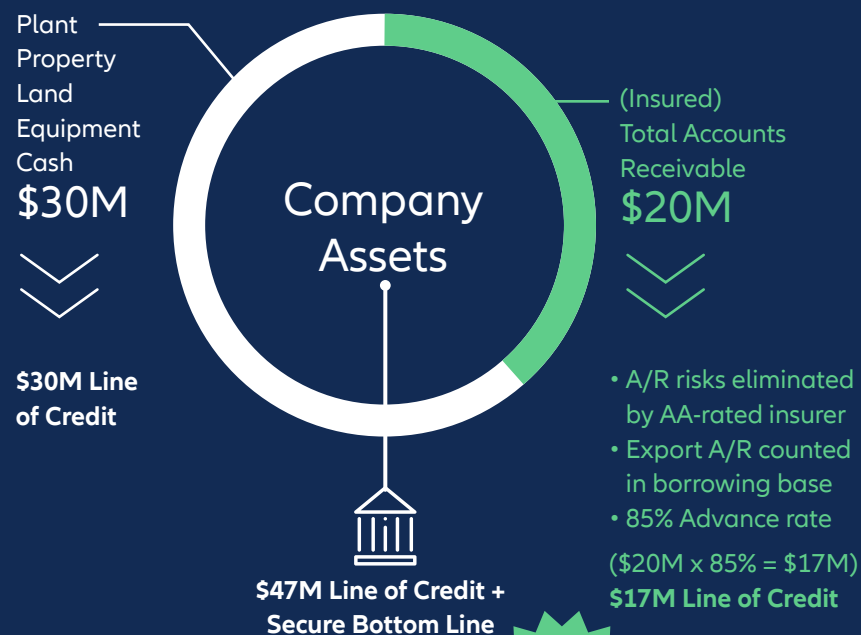 Plant
Property
Land
Equipment
Cash
$30M
$30M Line
of Credit
Company
Assets
$47M Line of Credit +
Secure Bottom Line
(Insured)
Total Accounts
Receivable
$20M
• A/R risks eliminated
by AA-rated insurer
• Export A/R counted
in borrowing base
• 85% Advance rate
($20M x 85% = $17M)
$17M Line of Credit